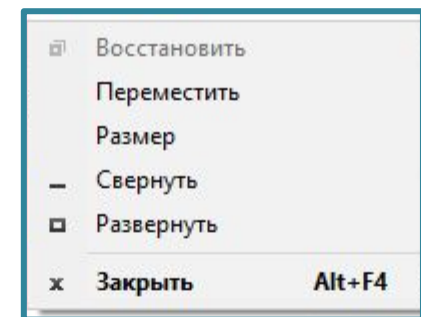 Восстановить
Переместить
Размер
Свернуть
Развернуть
Закрыть Alt+F4